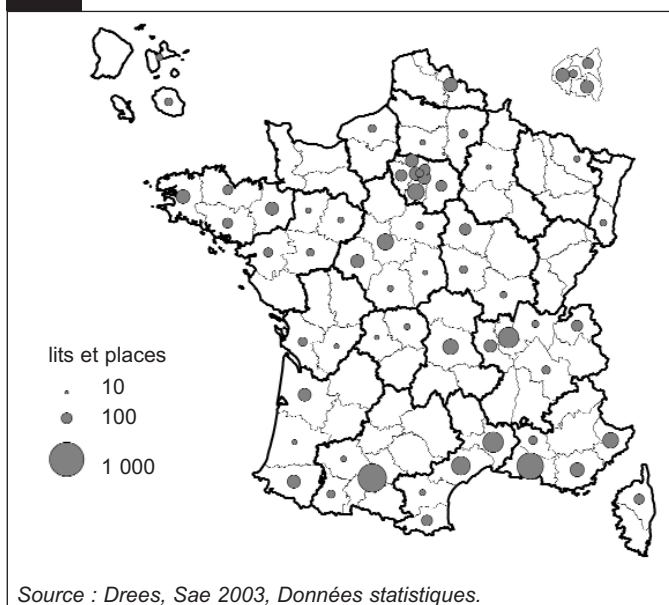 lits et places
10
100
1 000
Source : Drees, Sae 2003, Données statistiques.